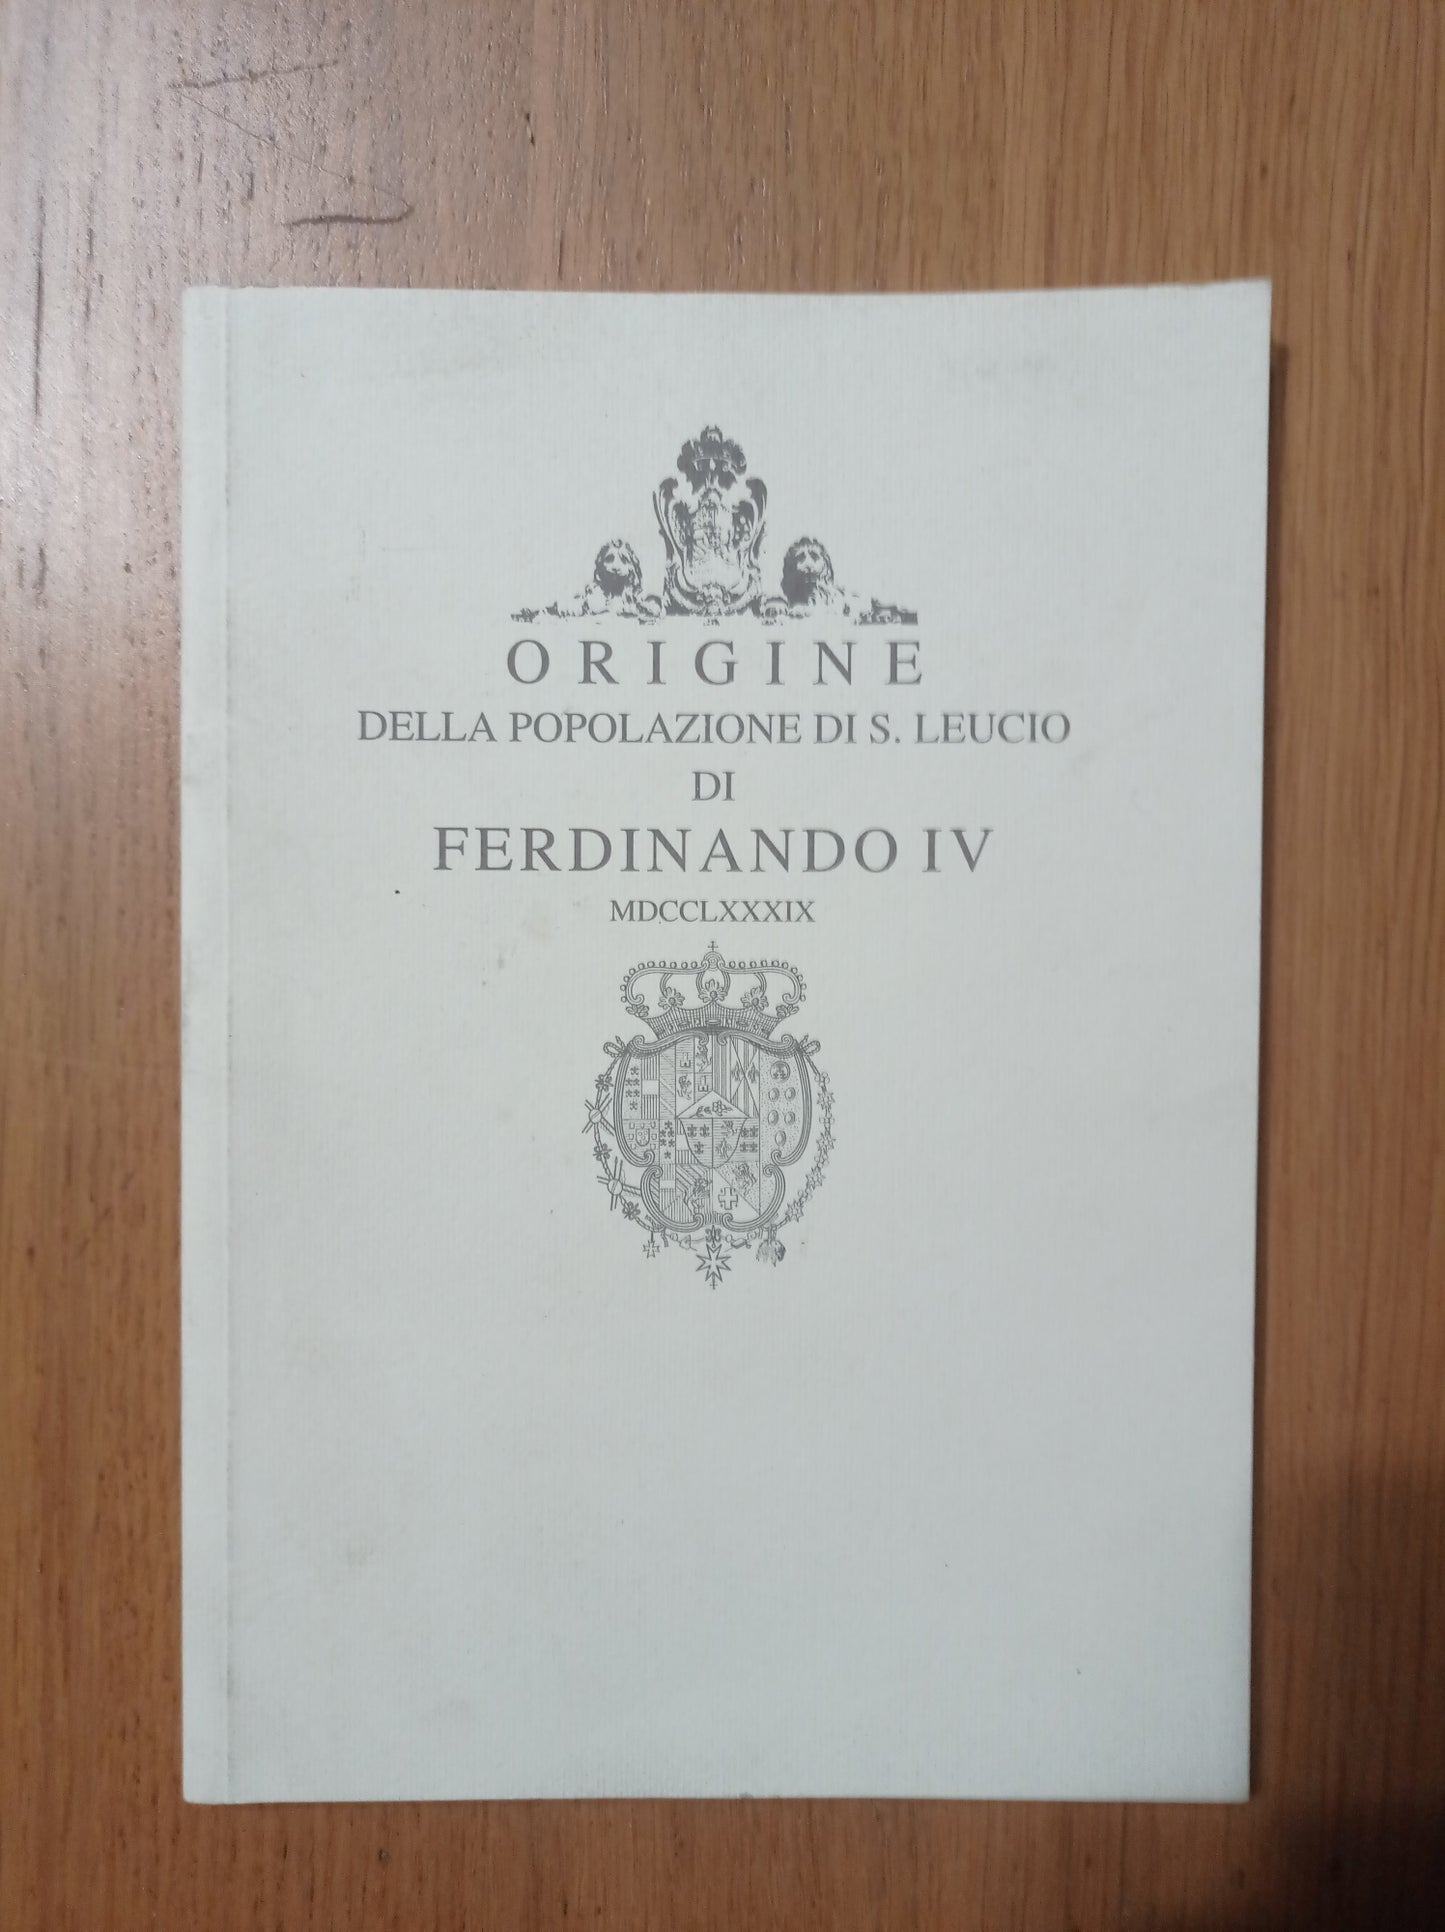 ORIGINE
DELLA POPOLAZIONE DI S. LEUCIO
DI
FERDINANDO IV
MDCCLXXXIX